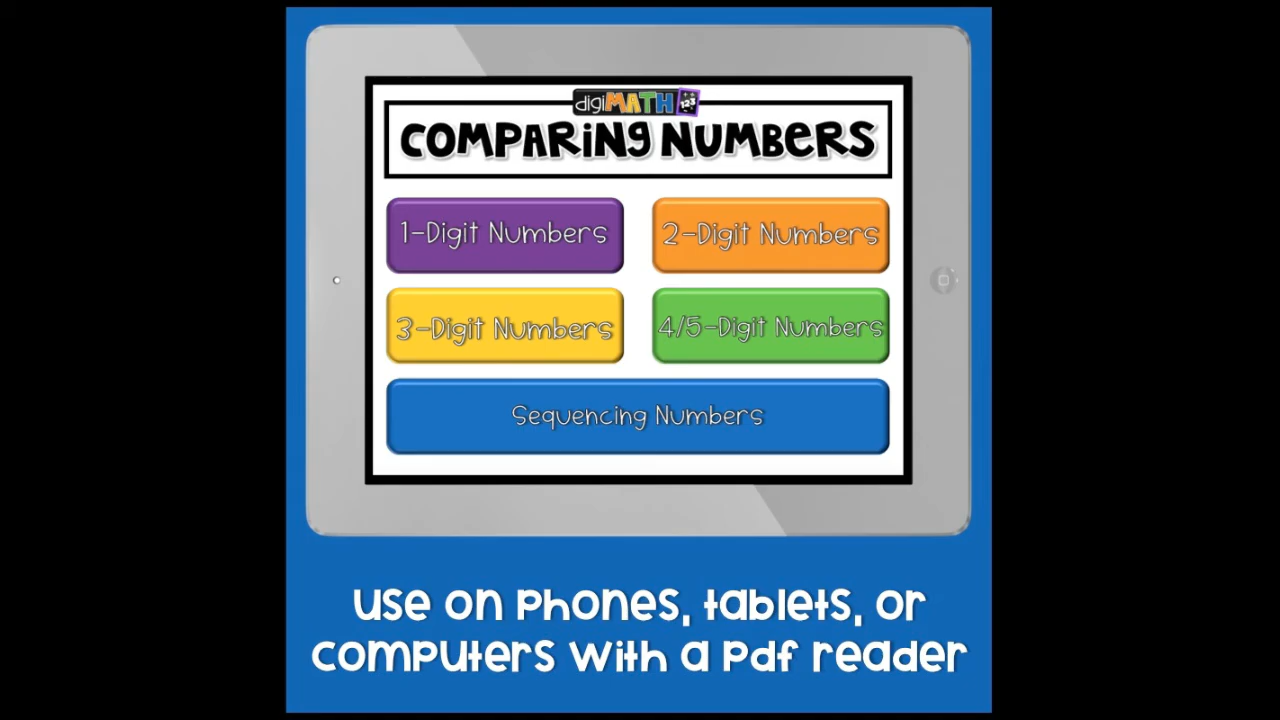 digiMATH 123
COMPARING NUMBERS
1-Digit Numbers
2-Digit Numbers
3-Digit Numbers
4/5-Digit Numbers
Sequencing Numbers
use on phones, tablets, or
computers with a pdf reader